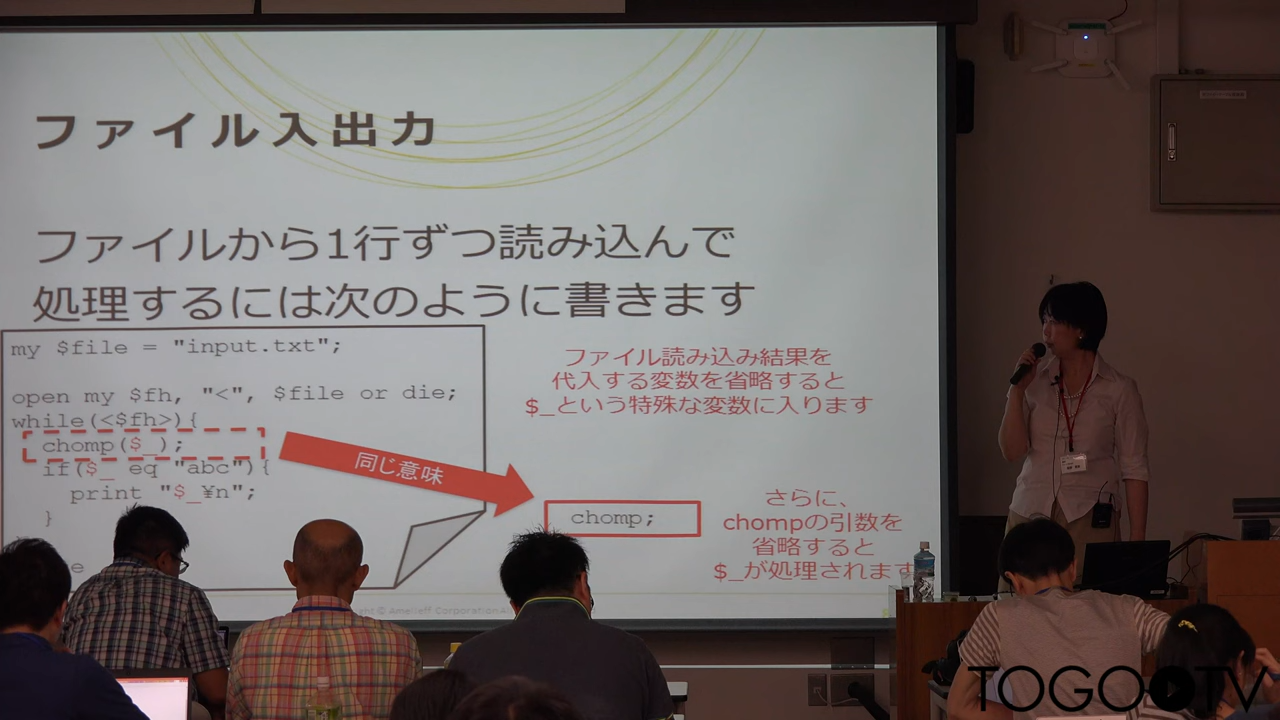 ファイル入出力
ファイルから1行ずつ読み込んで
処理するには次のように書きます
my $file = "input.txt";
open my $fh, "<", $file or die;
while(<$fh>){
chomp($_);
if($_ eq "abc"){
print "$_¥n";
}
e
同じ意味
chomp;
ファイル読み込み結果を
代入する変数を省略すると
$_という特殊な変数に入ります
さらに、
chompの引数を
省略すると
$_が処理されます
© Amelieff Corporation
TOGOTV